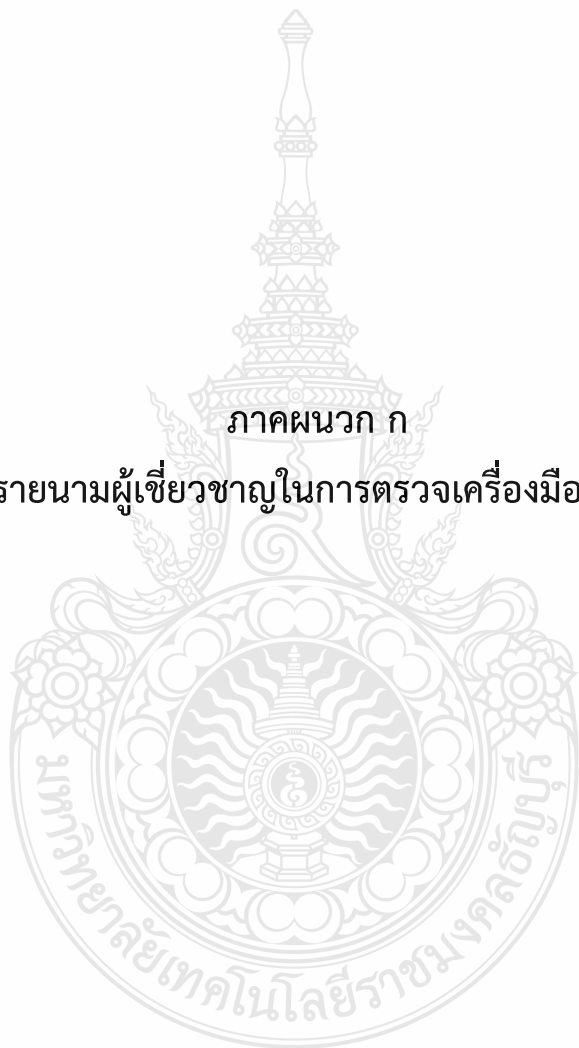 ภาคผนวก ก
รายนามผู้เชี่ยวชาญในการตรวจเครื่องมือ
มหาวิทยาลัยเทคโนโลยีราชมงคลธัญบุรี